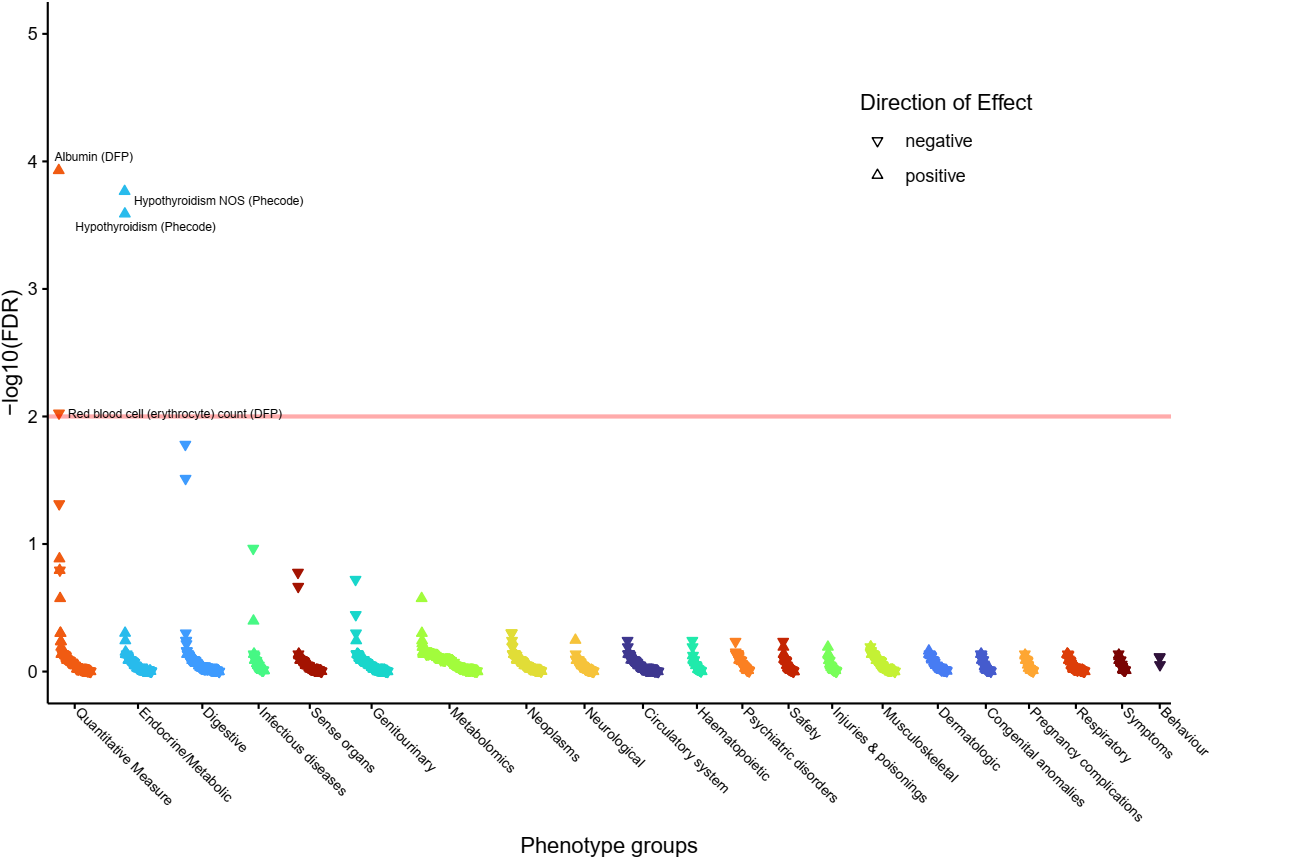 5
Direction of Effect
negative
positive
4
Albumin (DFP)
Hypothyroidism NOS (Phecode)
Hypothyroidism (Phecode)
3
−log10(FDR)
2
Red blood cell (erythrocyte) count (DFP)
1
0
Quantitative Measure
Endocrine/Metabolic
Digestive
Infectious diseases
Sense organs
Genitourinary
Metabolomics
Neoplasms
Neurological
Circulatory system
Haematopoietic
Psychiatric disorders
Safety
Injuries & poisonings
Musculoskeletal
Dermatologic
Congenital anomalies
Pregnancy complications
Respiratory
Symptoms
Behaviour
Phenotype groups